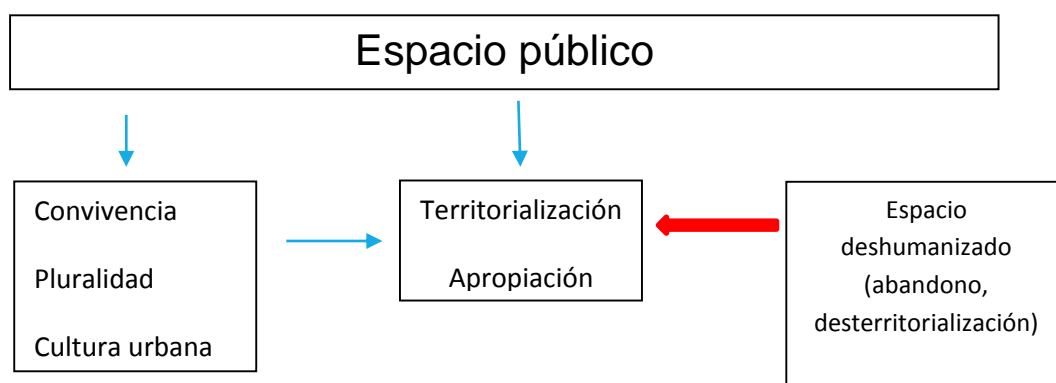 Espacio público
Convivencia
Pluralidad
Cultura urbana
Territorialización
Apropiación
Espacio
deshumanizado
(abandono,
desterritorialización)